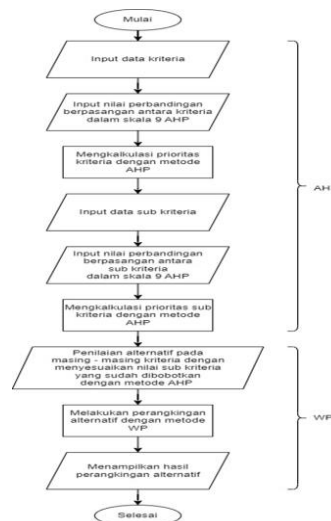 Mulai
Input data kriteria
Input nilai perbandingan
berpasangan antara kriteria
dalam skala 9 AHP
Mengkalkulasi prioritas
kriteria dengan metode
AHP
Input data sub kriteria
Input nilai perbandingan
berpasangan antara
sub kriteria
dalam skala 9 AHP
Mengkalkulasi prioritas sub
kriteria dengan metode
AHP
AH
Penilaian alternatif pada
masing - masing kriteria dengan
menyesuaikan nilai sub kriteria
yang sudah dibobotkan
dengan metode AHP
Melakukan perangkingan
alternatif dengan metode
WP
WP
Menampilkan hasil
perangkingan alternatif
Selesai